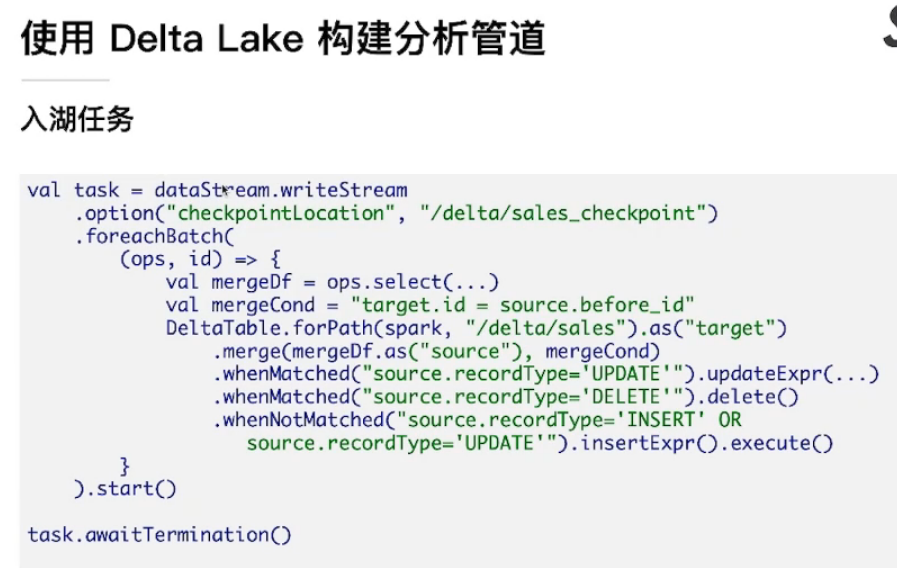 使用 Delta Lake 构建分析管道
入湖任务
val task = dataStream.writeStream
.option("checkpointLocation", "/delta/sales_checkpoint")
.foreachBatch(
(ops, id) => {
val mergeDf = ops.select(...)
val mergeCond = "target.id = source.before_id"
DeltaTable.forPath(spark, "/delta/sales").as("target")
.merge(mergeDf.as("source"), mergeCond)
.whenMatched("source.recordType='UPDATE'").updateExpr(...)
.whenMatched("source.recordType='DELETE'").delete()
.whenNotMatched("source.recordType='INSERT' OR
source.recordType='UPDATE'").insertExpr().execute()
}
).start()
task.awaitTermination()